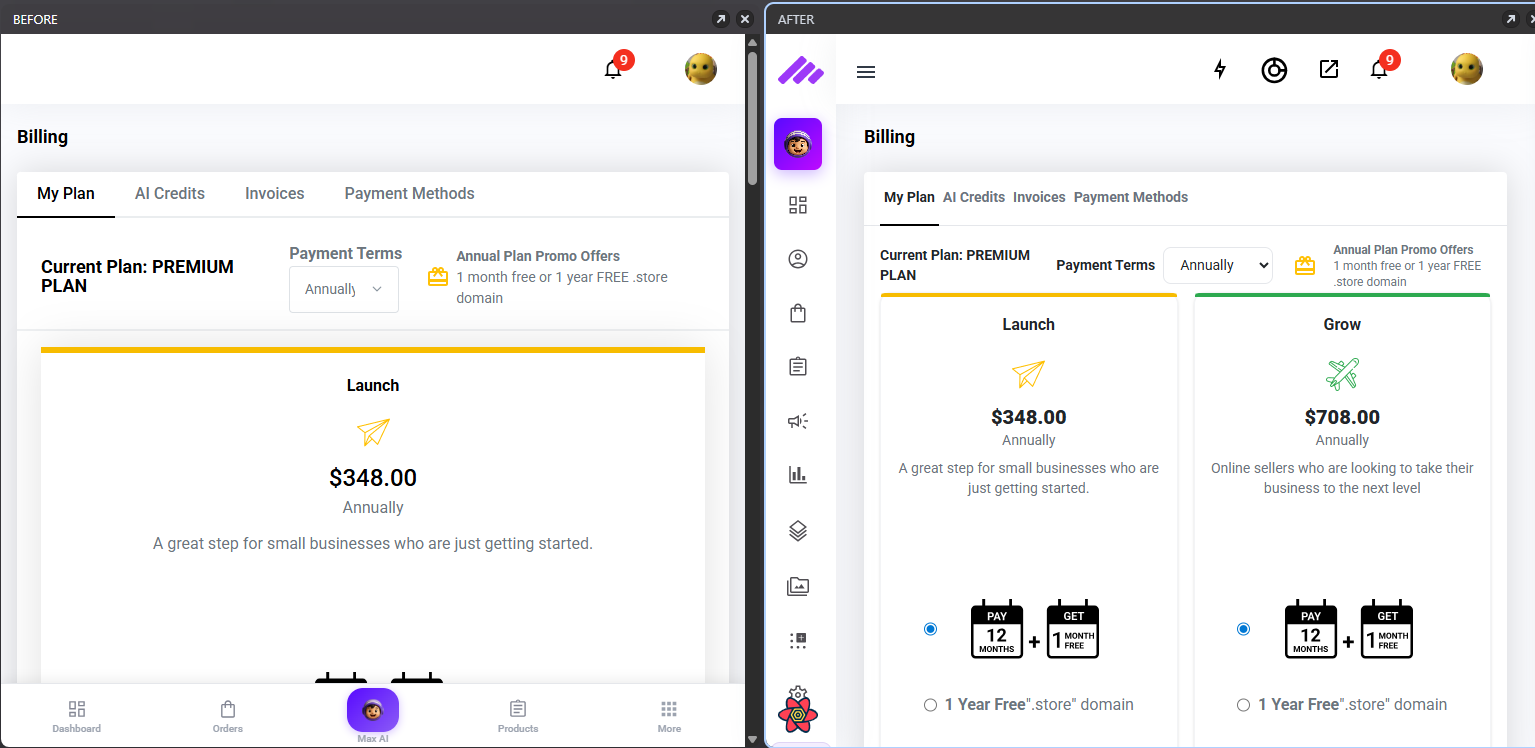 BEFORE
9
Billing
My Plan
AI Credits
Invoices
Payment Methods
Current Plan: PREMIUM
PLAN
Payment Terms
Annually
Annual Plan Promo Offers
1 month free or 1 year FREE .store
domain
Launch
$348.00
Annually
A great step for small businesses who are just getting started.
Dashboard
Orders
Max AI
Products
More
AFTER
9
Billing
My Plan
AI Credits
Invoices
Payment Methods
Current Plan: PREMIUM
PLAN
Payment Terms
Annually
Annual Plan Promo Offers
1 month free or 1 year FREE
.store domain
Launch
$348.00
Annually
A great step for small businesses who are
just getting started.
PAY
12
MONTHS
+
GET
1 MONTH
FREE
1 Year Free".store" domain
Grow
$708.00
Annually
Online sellers who are looking to take their
business to the next level
PAY
12
MONTHS
+
GET
1 MONTH
FREE
1 Year Free".store" domain